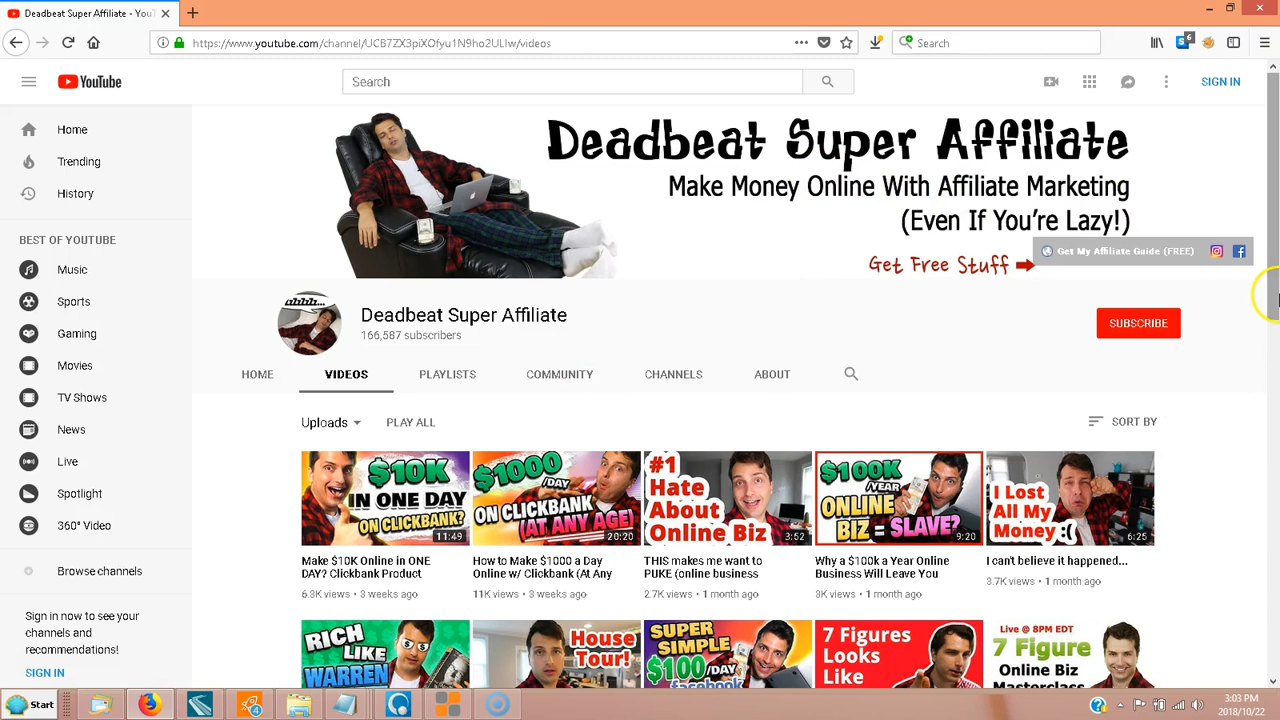 Deadbeat Super Affiliate - YouT
https://www.youtube.com/channel/UCB7ZX3piXOfyu1N9ho2ULIw/videos
Search
6
YouTube
Search
SIGN IN
Home
Trending
History
BEST OF YOUTUBE
Music
Sports
Gaming
Movies
TV Shows
News
Live
Spotlight
360° Video
Browse channels
Sign in now to see your
channels and
recommendations!
SIGN IN
Deadbeat Super Affiliate
Make Money Online With Affiliate Marketing
(Even If You're Lazy!)
Get Free Stuff
Get My Affiliate Guide (FREE)
ahhh...
Deadbeat Super Affiliate
166,587 subscribers
SUBSCRIBE
HOME
VIDEOS
PLAYLISTS
COMMUNITY
CHANNELS
ABOUT
Uploads
PLAY ALL
SORT BY
$10K
IN ONE DAY
ON CLICKBANK?
11:49
Make $10K Online in ONE
DAY? Clickbank Product
6.3K views • 3 weeks ago
$1000
/DAY
ON CLICKBANK
(AT ANY AGE)
20:20
How to Make $1000 a Day
Online w/ Clickbank (At Any
11K views • 3 weeks ago
#1
Hate
About
Online Biz
3:52
THIS makes me want to
PUKE (online business
2.7K views • 1 month ago
$100K
/YEAR
ONLINE
BIZ = SLAVE?
9:20
Why a $100k a Year Online
Business Will Leave You
3K views • 1 month ago
I Lost
All My
Money :(
6:25
I can't believe it happened...
3.7K views • 1 month ago
RICH
LIKE
WARREN
House
Tour!
SUPER
SIMPLE
$100/DAY
facebook
7 Figures
Looks
Like
Live @ 8PM EDT
7 Figure
Online Biz
Masterclass
Start
3:03 PM
2018/10/22